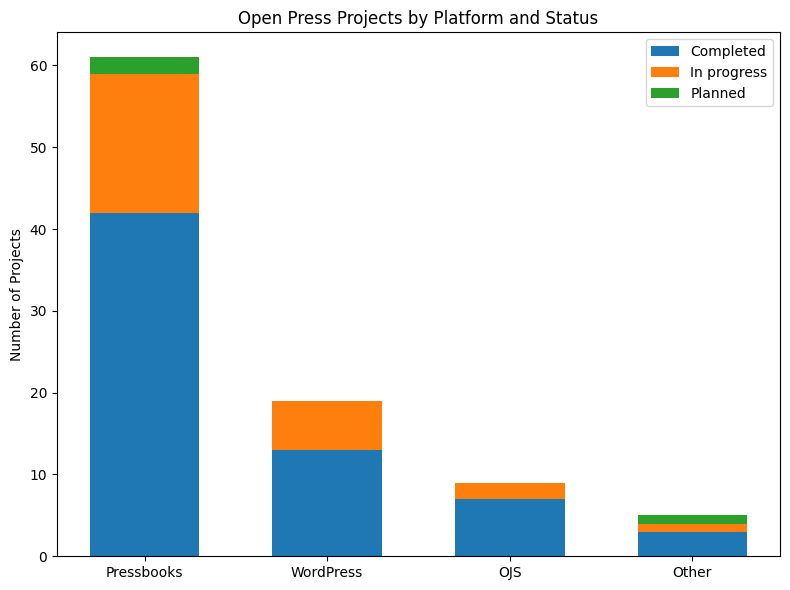 Open Press Projects by Platform and Status
Completed
In progress
Planned
Number of Projects
60
50
40
30
20
10
0
Pressbooks
WordPress
OJS
Other